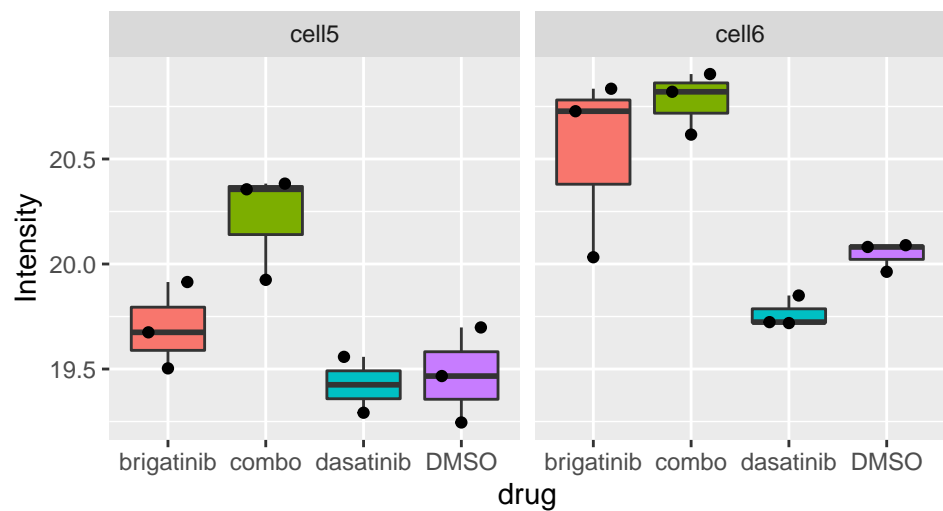 cell5 cell6
Intensity
20.5
20.0
19.5
brigatinib combo dasatinib DMSO brigatinib combo dasatinib DMSO
drug